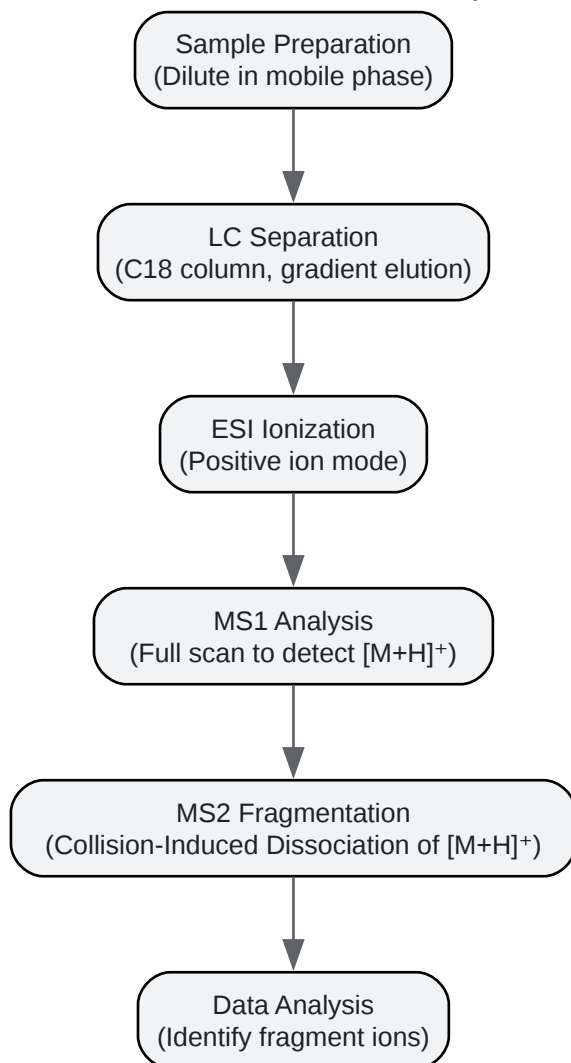 Sample Preparation
(Dilute in mobile phase)
LC Separation
(C18 column, gradient elution)
ESI Ionization
(Positive ion mode)
MS1 Analysis
(Full scan to detect [M+H]⁺)
MS2 Fragmentation
(Collision-Induced Dissociation of [M+H]⁺)
Data Analysis
(Identify fragment ions)